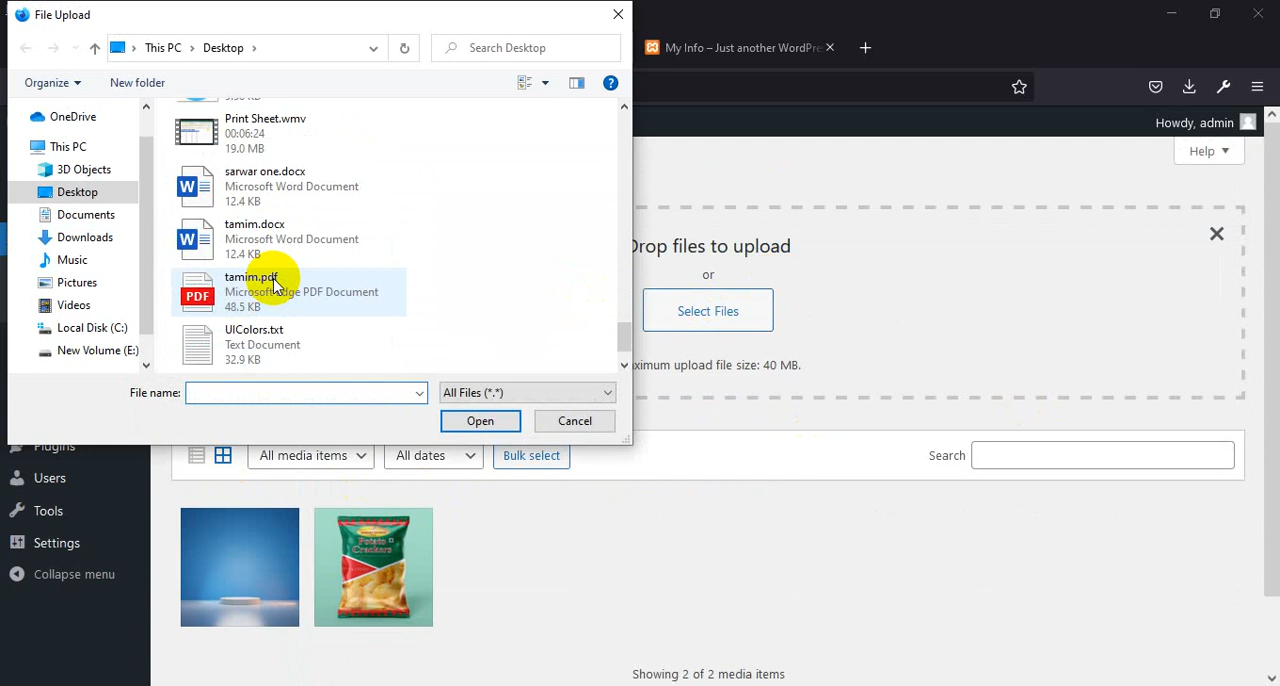 File Upload
This PC
Desktop
Search Desktop
Organize
New folder
OneDrive
This PC
3D Objects
Desktop
Documents
Downloads
Music
Pictures
Videos
Local Disk (C:)
New Volume (E:)
Print Sheet.wmv
00:06:24
19.0 MB
sarwar one.docx
Microsoft Word Document
12.4 KB
tamim.docx
Microsoft Word Document
12.4 KB
tamim.pdf
Microsoft Edge PDF Document
48.5 KB
UIColors.txt
Text Document
32.9 KB
File name:
All Files (*.*)
Open
Cancel
My Info – Just another WordPre
Howdy, admin
Help
Drop files to upload
or
Select Files
ximum upload file size: 40 MB.
Plugins
Users
Tools
Settings
Collapse menu
All media items
All dates
Bulk select
Search
Potato
Crackers
Showing 2 of 2 media items